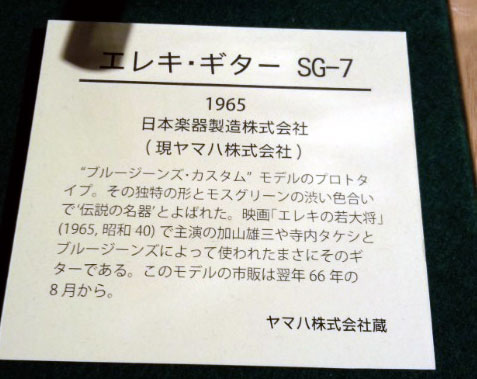 エレキ・ギター SG-7
1965
日本楽器製造株式会社
(現ヤマハ株式会社)
“ブルージーンズ・カスタム” モデルのプロトタ
イプ。その独特の形とモスグリーンの渋い色合い
で‘伝説の名器’とよばれた。映画「エレキの若大将」
(1965, 昭和 40) で主演の加山雄三や寺内タケシと
ブルージーンズによって使われたまさにそのギ
ターである。このモデルの市販は翌年 66 年の
8 月から。
ヤマハ株式会社蔵